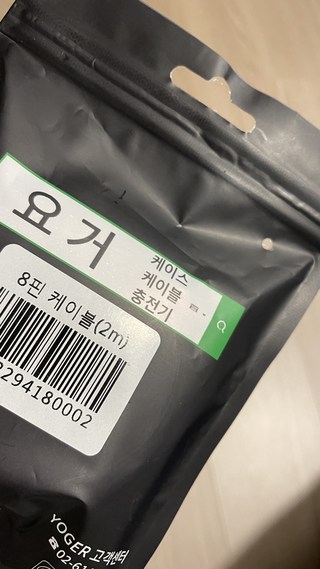 요거
케이스
케이블
충전기
8핀 케이블(2m)
2294180002
YOGER 고객센터
☎ 02-61